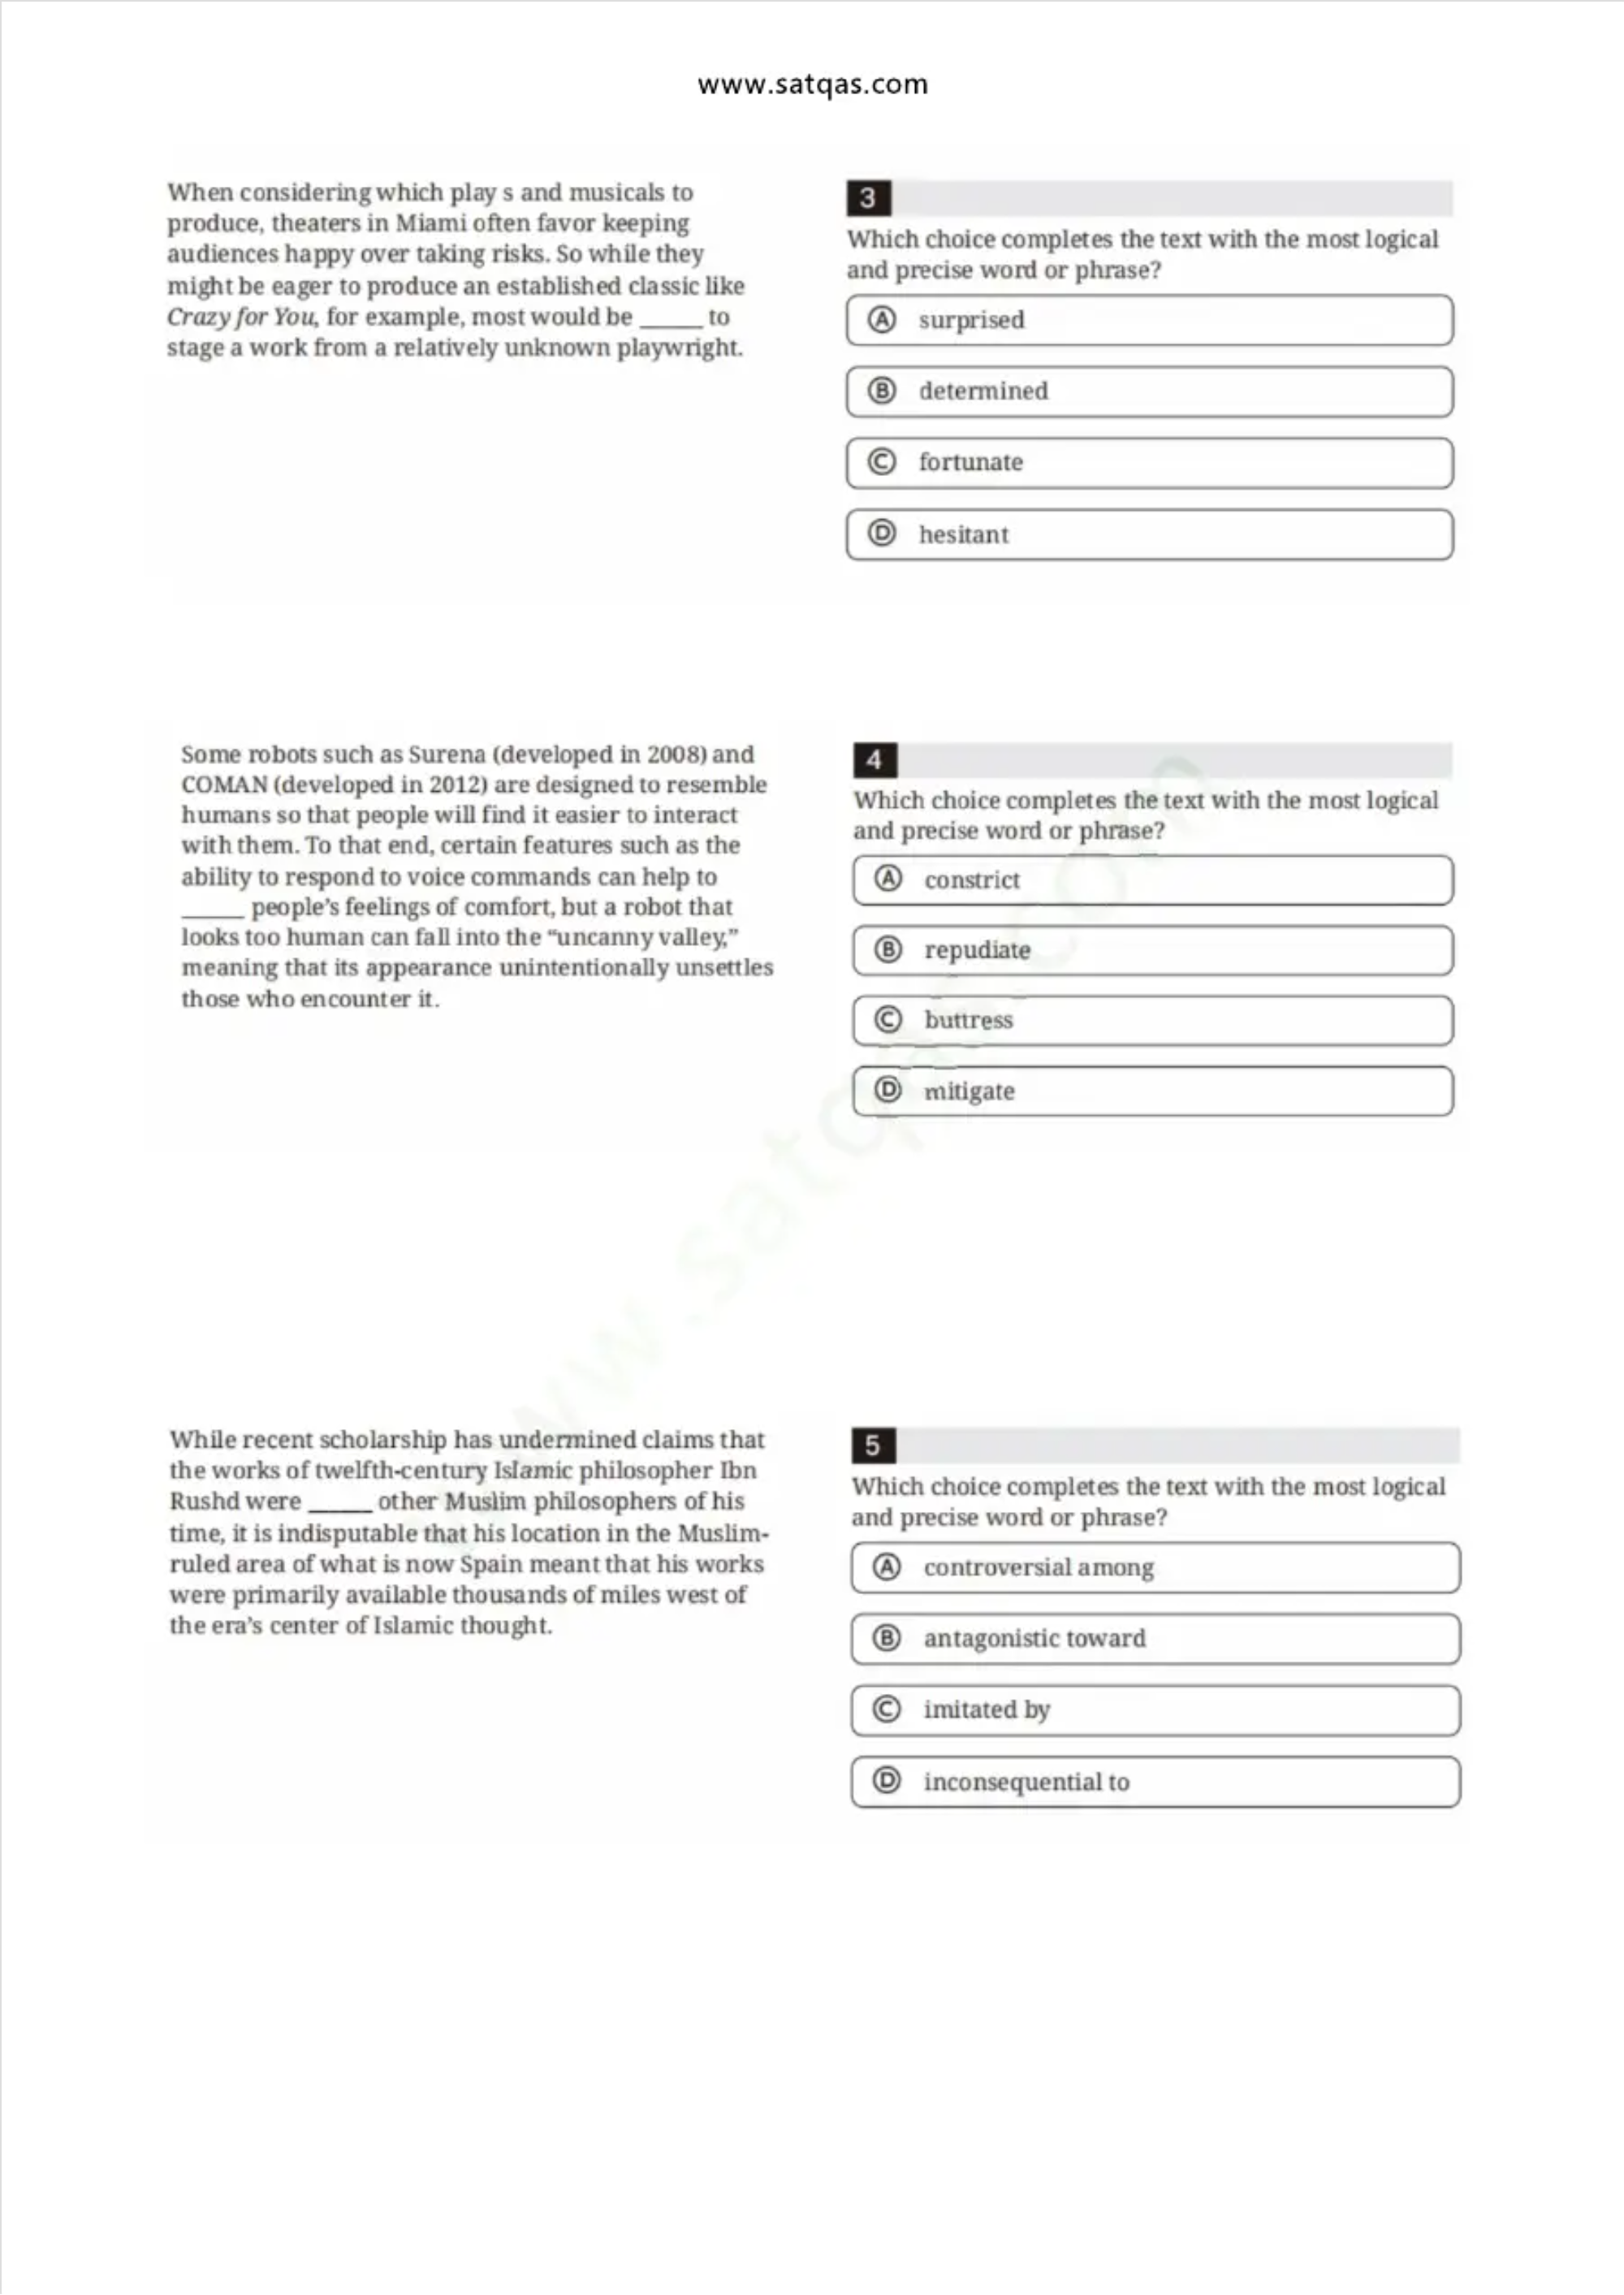 www.satqas.com
When considering which play s and musicals to
produce, theaters in Miami often favor keeping
audiences happy over taking risks. So while they
might be eager to produce an established classic like
Crazy for You, for example, most would be _____ to
stage a work from a relatively unknown playwright.
3
Which choice completes the text with the most logical
and precise word or phrase?
A surprised
B determined
C fortunate
D hesitant
Some robots such as Surena (developed in 2008) and
COMAN (developed in 2012) are designed to resemble
humans so that people will find it easier to interact
with them. To that end, certain features such as the
ability to respond to voice commands can help to
_____ people's feelings of comfort, but a robot that
looks too human can fall into the “uncanny valley,”
meaning that its appearance unintentionally unsettles
those who encounter it.
4
Which choice completes the text with the most logical
and precise word or phrase?
A constrict
B repudiate
C buttress
D mitigate
While recent scholarship has undermined claims that
the works of twelfth-century Islamic philosopher Ibn
Rushd were _____ other Muslim philosophers of his
time, it is indisputable that his location in the Muslim-
ruled area of what is now Spain meant that his works
were primarily available thousands of miles west of
the era's center of Islamic thought.
5
Which choice completes the text with the most logical
and precise word or phrase?
A controversial among
B antagonistic toward
C imitated by
D inconsequential to
www.satqas.com